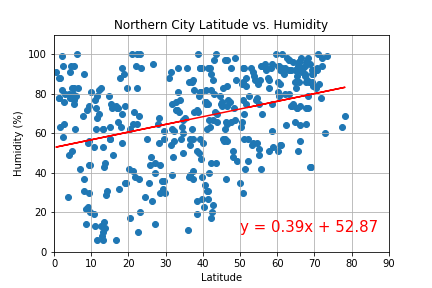 Northern City Latitude vs. Humidity
Humidity (%)
100
80
60
40
20
0
y = 0.39x + 52.87
0 10 20 30 40 50 60 70 80 90
Latitude